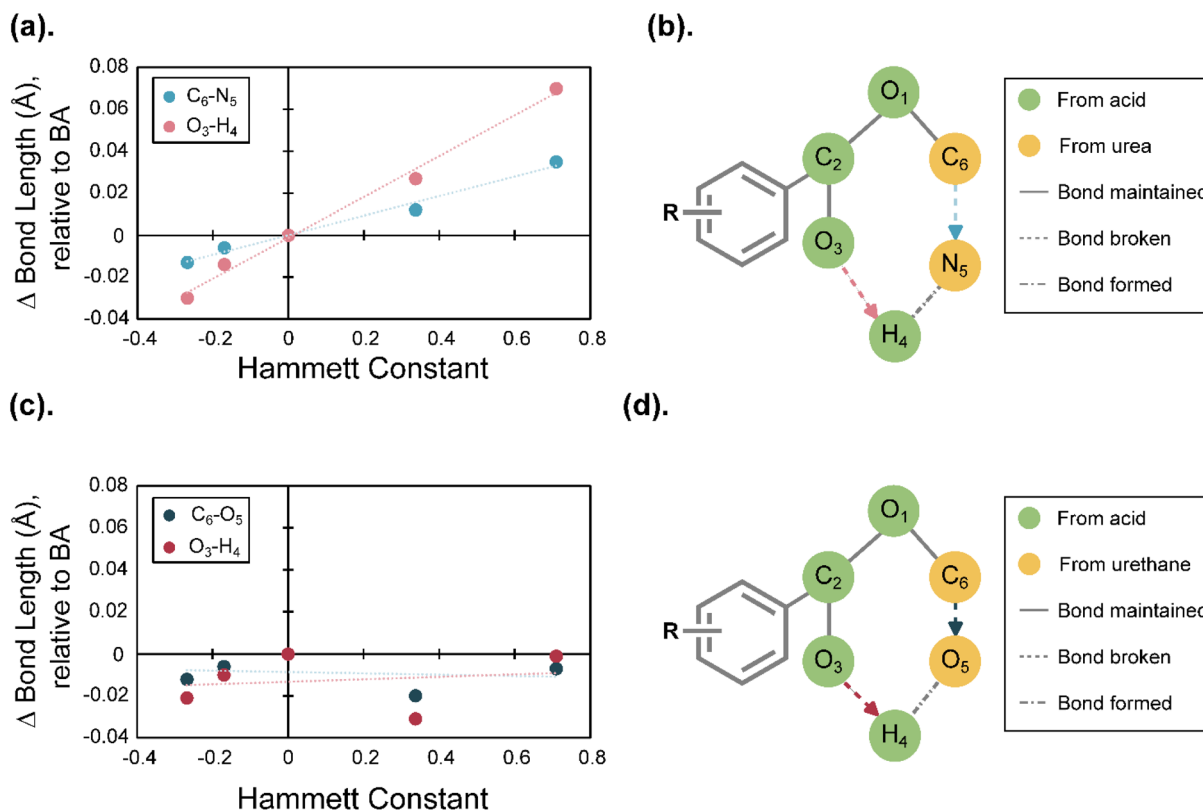 (a).
Δ Bond Length (Å),
relative to BA
0.08
0.06
0.04
0.02
0
-0.02
-0.04
C6-N5
O3-H4
-0.4
-0.2
0
0.2
0.4
0.6
0.8
Hammett Constant
(b).
O1
C2
C6
R
O3
N5
H4
From acid
From urea
Bond maintained
Bond broken
Bond formed
(c).
Δ Bond Length (Å),
relative to BA
0.08
0.06
0.04
0.02
0
-0.02
-0.04
C6-O5
O3-H4
-0.4
-0.2
0
0.2
0.4
0.6
0.8
Hammett Constant
(d).
O1
C2
C6
R
O3
O5
H4
From acid
From urethane
Bond maintained
Bond broken
Bond formed